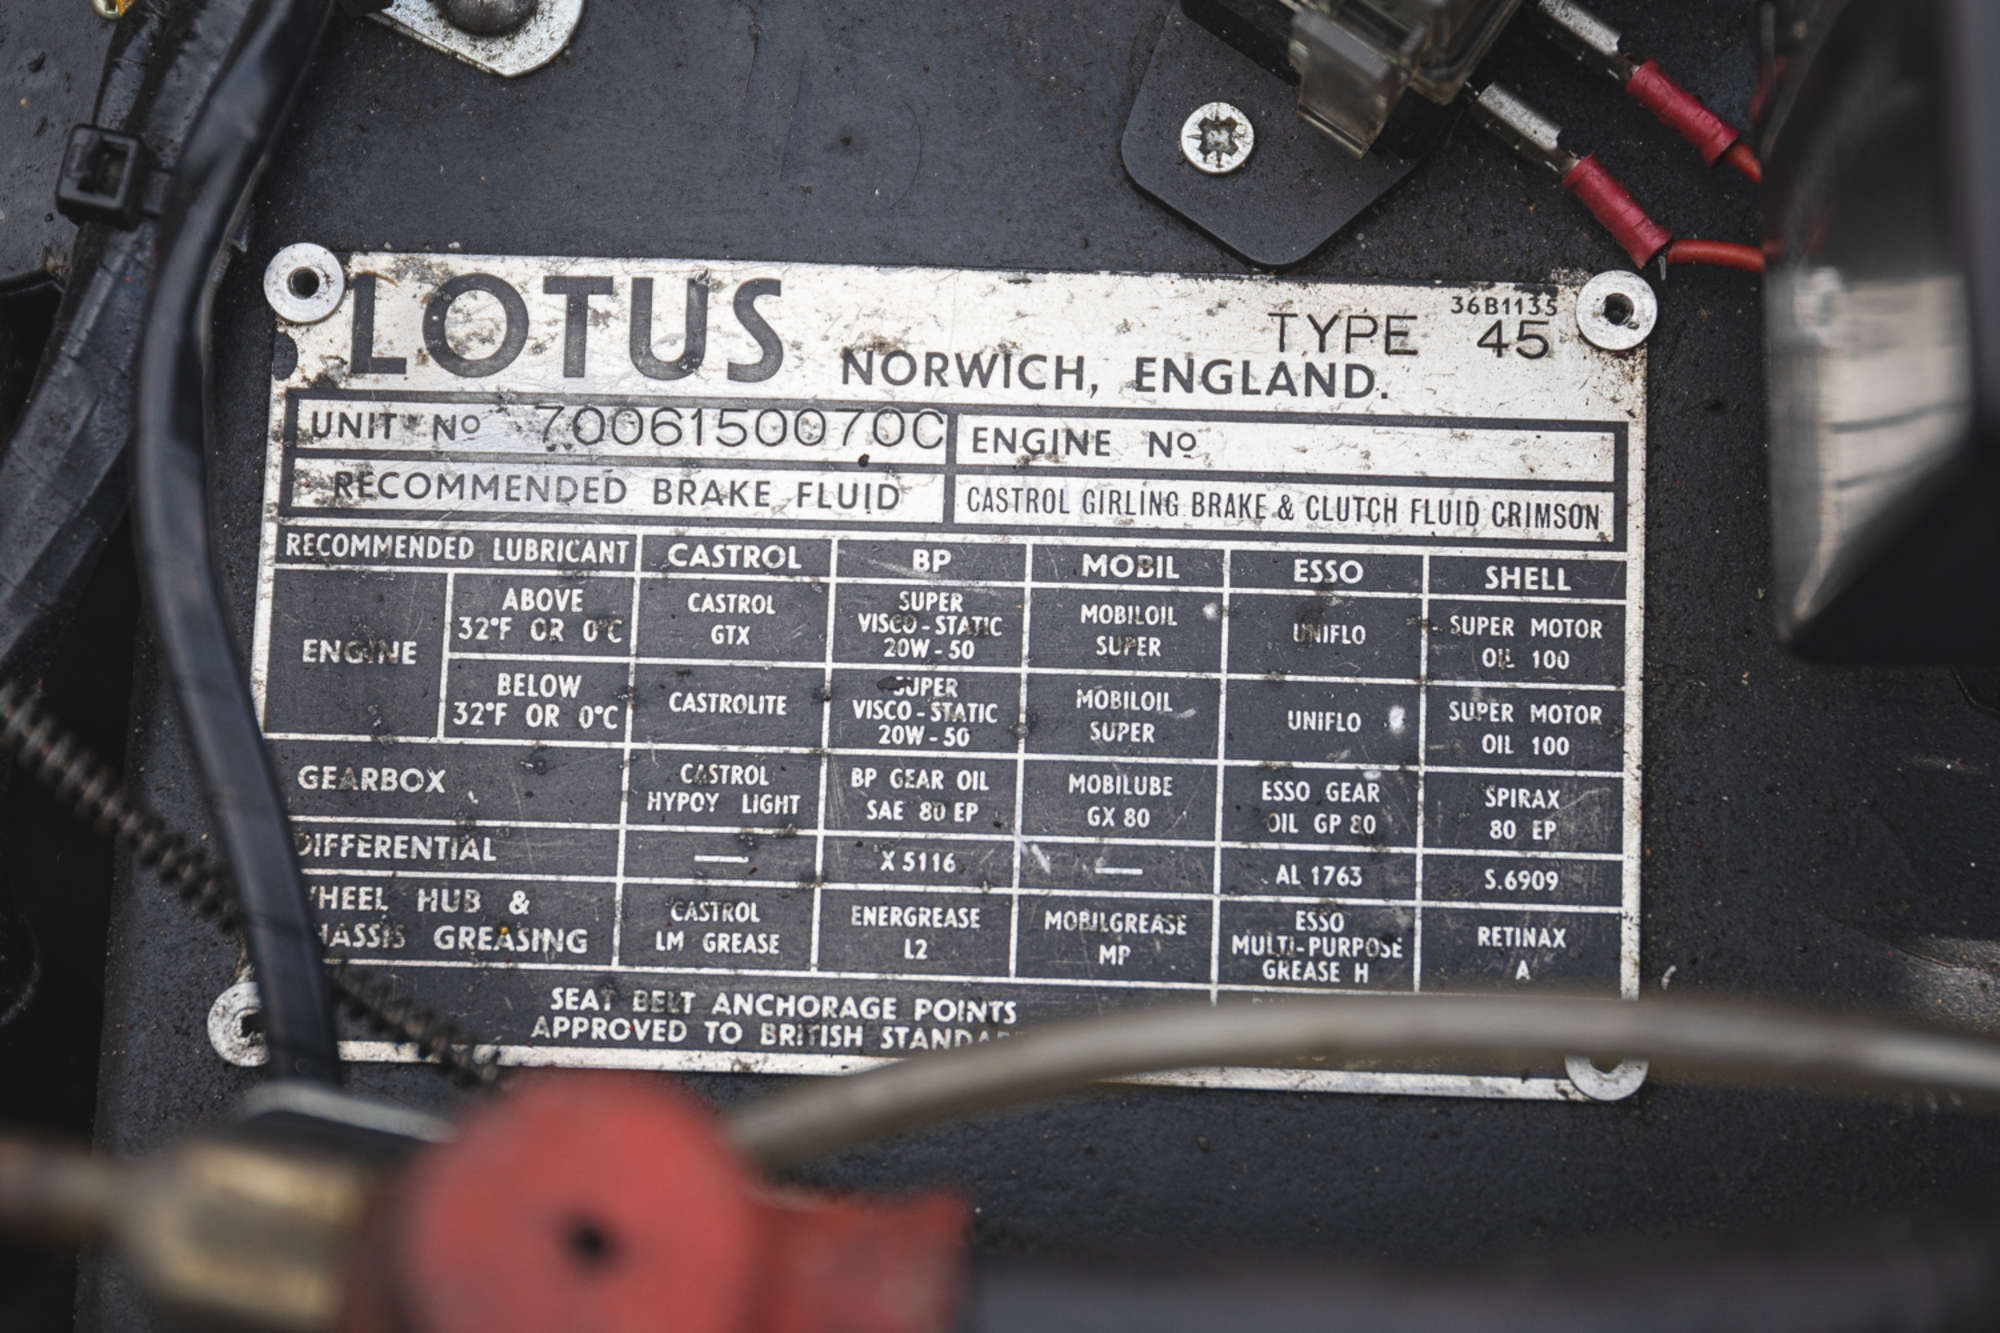 LOTUS
NORWICH, ENGLAND.
36B1135
TYPE 45
UNIT Nº 7006150070C
ENGINE Nº
RECOMMENDED BRAKE FLUID
CASTROL GIRLING BRAKE & CLUTCH FLUID CRIMSON
RECOMMENDED LUBRICANT CASTROL BP MOBIL ESSO SHELL
ENGINE
ABOVE
32°F OR 0°C
CASTROL
GTX
SUPER
VISCO-STATIC
20W-50
MOBILOIL
SUPER
UNIFLO
SUPER MOTOR
OIL 100
BELOW
32°F OR 0°C
CASTROLITE
SUPER
VISCO-STATIC
20W-50
MOBILOIL
SUPER
UNIFLO
SUPER MOTOR
OIL 100
GEARBOX
CASTROL
HYPOY LIGHT
BP GEAR OIL
SAE 80 EP
MOBILUBE
GX 80
ESSO GEAR
OIL GP 80
SPIRAX
80 EP
DIFFERENTIAL — X 5116 — AL 1763 S.6909
WHEEL HUB &
CHASSIS GREASING
CASTROL
LM GREASE
ENERGREASE
L2
MOBILGREASE
MP
ESSO
MULTI-PURPOSE
GREASE H
RETINAX
A
SEAT BELT ANCHORAGE POINTS
APPROVED TO BRITISH STANDA